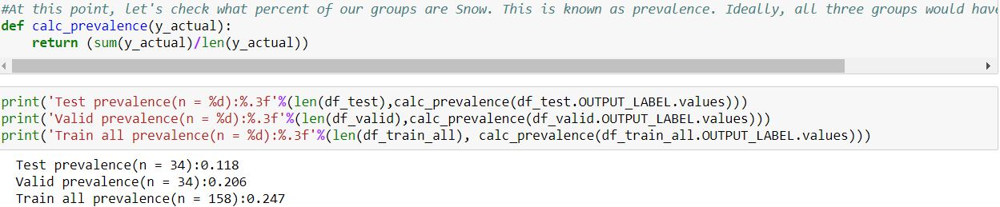 #At this point, let's check what percent of our groups are Snow. This is known as prevalence. Ideally, all three groups would have
def calc_prevalence(y_actual):
    return (sum(y_actual)/len(y_actual))
print('Test prevalence(n = %d):%.3f'%(len(df_test),calc_prevalence(df_test.OUTPUT_LABEL.values)))
print('Valid prevalence(n = %d):%.3f'%(len(df_valid),calc_prevalence(df_valid.OUTPUT_LABEL.values)))
print('Train all prevalence(n = %d):%.3f'%(len(df_train_all), calc_prevalence(df_train_all.OUTPUT_LABEL.values)))
Test prevalence(n = 34):0.118
Valid prevalence(n = 34):0.206
Train all prevalence(n = 158):0.247